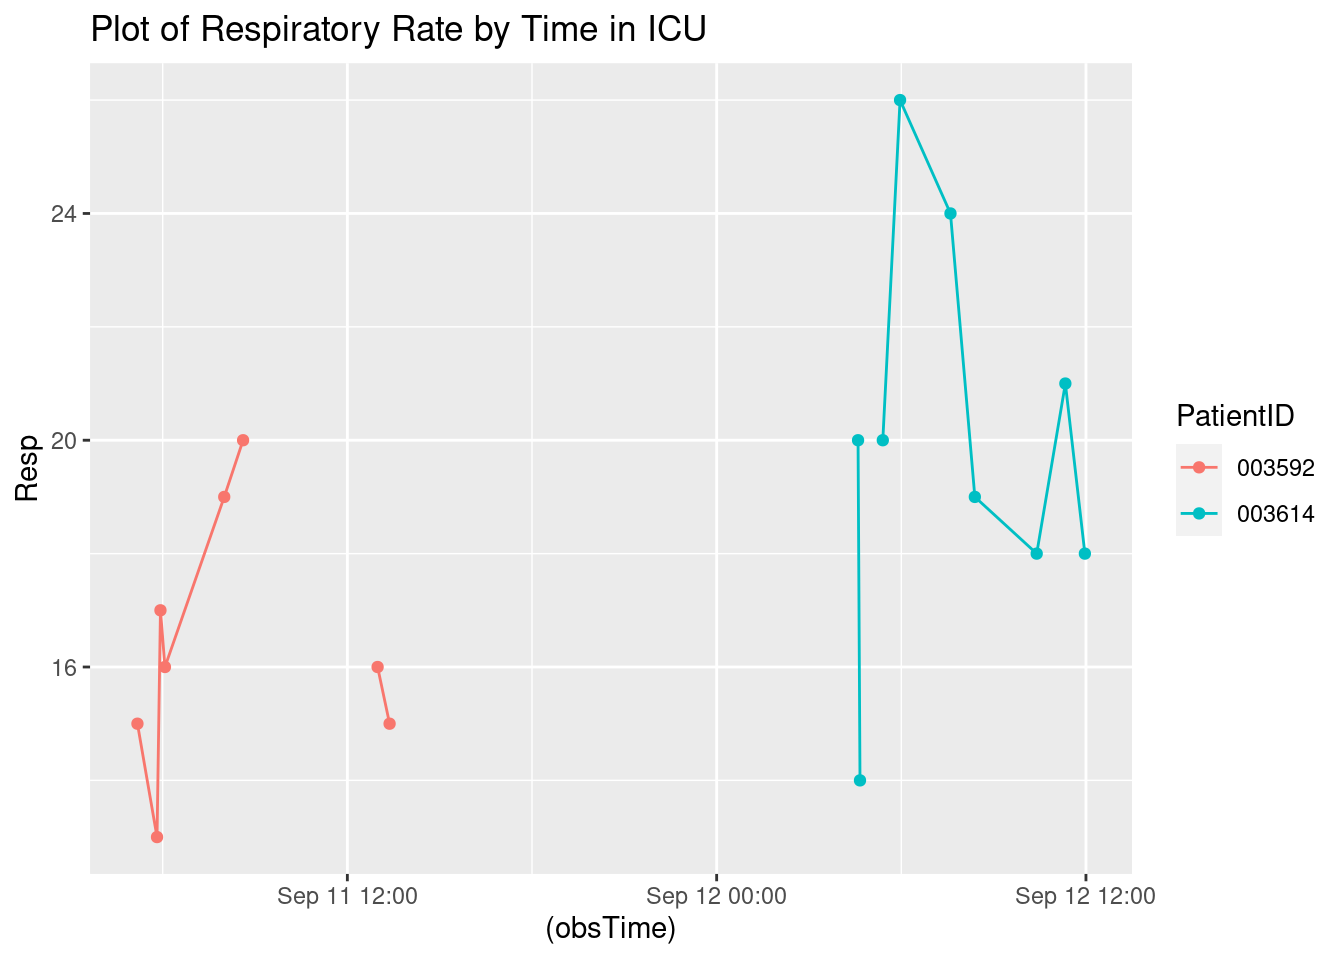 Plot of Respiratory Rate by Time in ICU
Resp
24
20
16
Sep 11 12:00
Sep 12 00:00
Sep 12 12:00
(obsTime)
PatientID
003592
003614